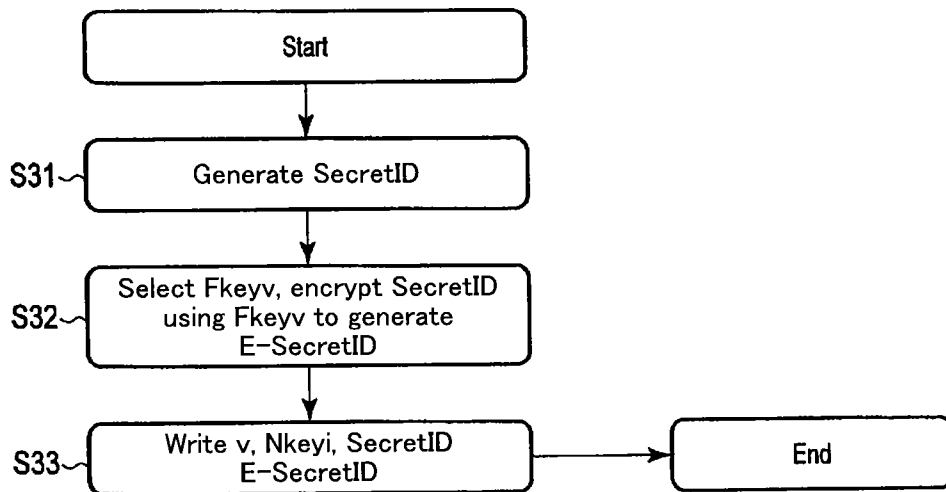 Start
S31
Generate SecretID
S32
Select Fkeyv, encrypt SecretID
using Fkeyv to generate
E-SecretID
S33
Write v, Nkeyi, SecretID
E-SecretID
End